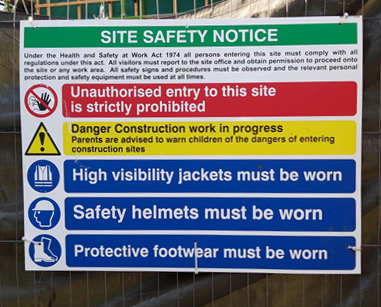 SITE SAFETY NOTICE
Under the Health and Safety at Work Act 1974 all persons entering this site must comply with all
regulations under this act. All visitors must report to the site office and obtain permission to proceed onto
the site or any work area. All safety signs and procedures must be observed and the relevant personal
protection and safety equipment must be used at all times.
Unauthorised entry to this site
is strictly prohibited
Danger Construction work in progress
Parents are advised to warn children of the dangers of entering
construction sites
High visibility jackets must be worn
Safety helmets must be worn
Protective footwear must be worn